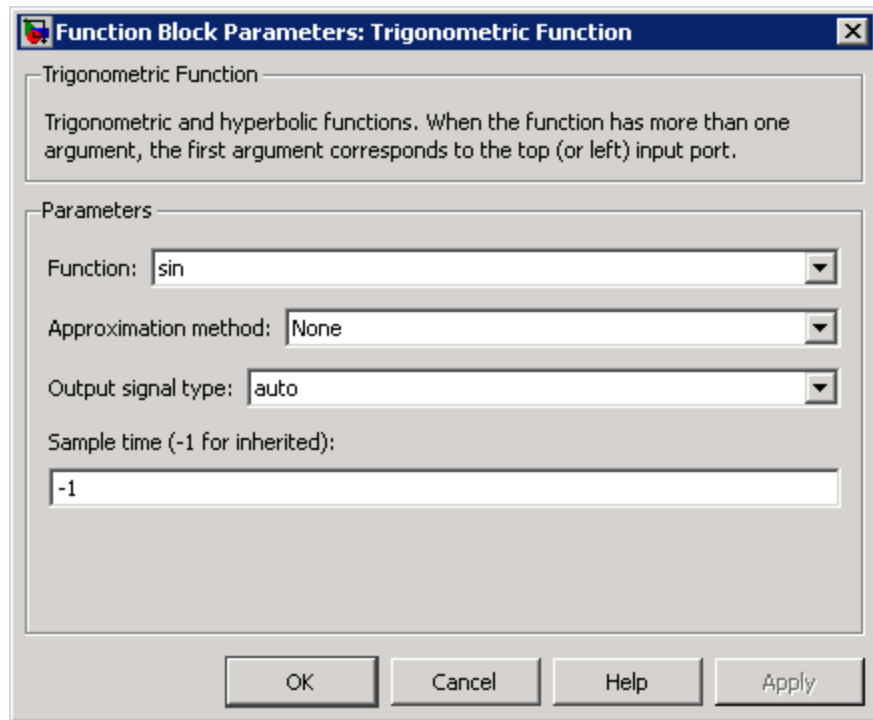 Function Block Parameters: Trigonometric Function
Trigonometric Function
Trigonometric and hyperbolic functions. When the function has more than one
argument, the first argument corresponds to the top (or left) input port.
Parameters
Function: sin
Approximation method: None
Output signal type: auto
Sample time (-1 for inherited):
-1
OK Cancel Help Apply